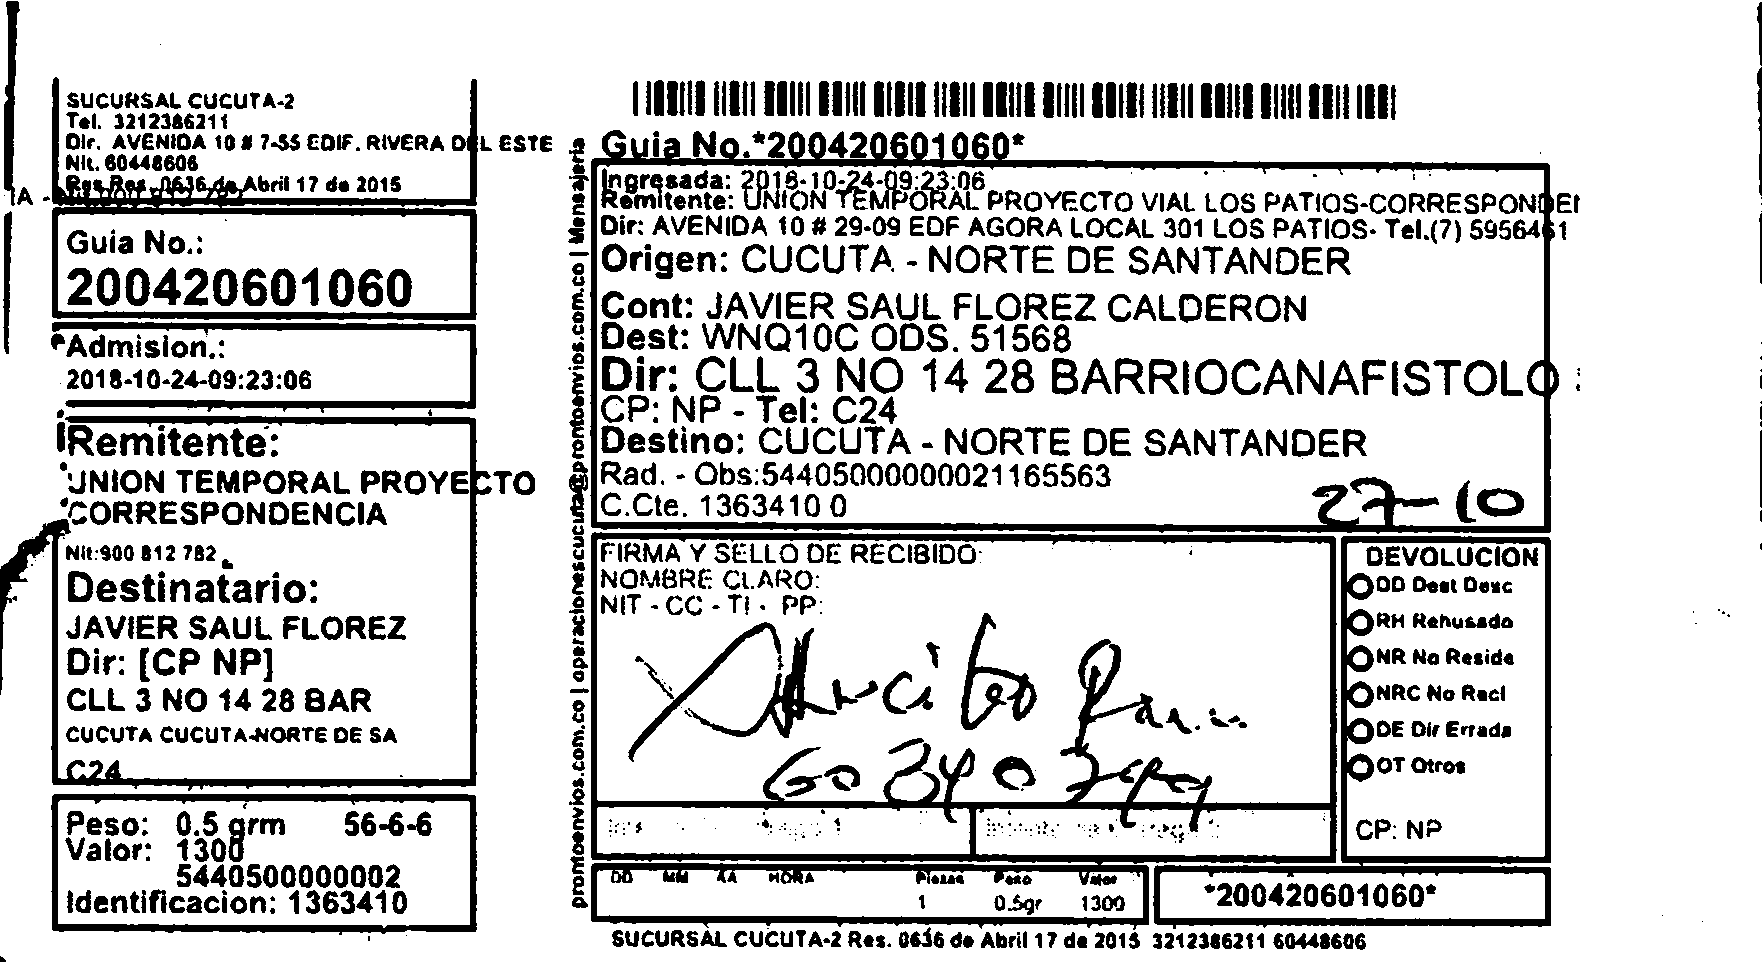 SUCURSAL CUCUTA-2
Tel. 3212386211
Dir. AVENIDA 10 # 7-55 EDIF. RIVERA DEL ESTE
Nit. 60448606
Res.Res. 0636 de Abril 17 de 2015
IA -
Guia No.:
200420601060
Admision.:
2018-10-24-09:23:06
Remitente:
UNION TEMPORAL PROYECTO
CORRESPONDENCIA
Nit:900 812 782
Destinatario:
JAVIER SAUL FLOREZ
Dir: [CP NP]
CLL 3 NO 14 28 BAR
CUCUTA CUCUTA-NORTE DE SA
C24
Peso: 0.5 grm 56-6-6
Valor: 1300
5440500000002
Identificacion: 1363410
prontoenvios.com.co | operacionescucuta@prontoenvios.com.co | Mensajeria
Guia No.*200420601060*
Ingresada: 2018-10-24-09:23:06
Remitente: UNION TEMPORAL PROYECTO VIAL LOS PATIOS-CORRESPONDEI
Dir: AVENIDA 10 # 29-09 EDF AGORA LOCAL 301 LOS PATIOS- Tel.(7) 5956461
Origen: CUCUTA - NORTE DE SANTANDER
Cont: JAVIER SAUL FLOREZ CALDERON
Dest: WNQ10C ODS. 51568
Dir: CLL 3 NO 14 28 BARRIOCANAFISTOLO :
CP: NP - Tel: C24
Destino: CUCUTA - NORTE DE SANTANDER
Rad. - Obs:54405000000021165563
C.Cte. 1363410 0
27-10
FIRMA Y SELLO DE RECIBIDO:
NOMBRE CLARO:
NIT - CC - TI - PP:
DEVOLUCION
DD Dest Desc
RH Rehusado
NR No Reside
NRC No Recl
DE Dir Errada
OT Otros
CP: NP
DD MM AA HORA Piezas Peso Valor
1 0.5gr 1300
*200420601060*
SUCURSAL CUCUTA-2 Res. 0636 de Abril 17 de 2015 3212386211 60448606